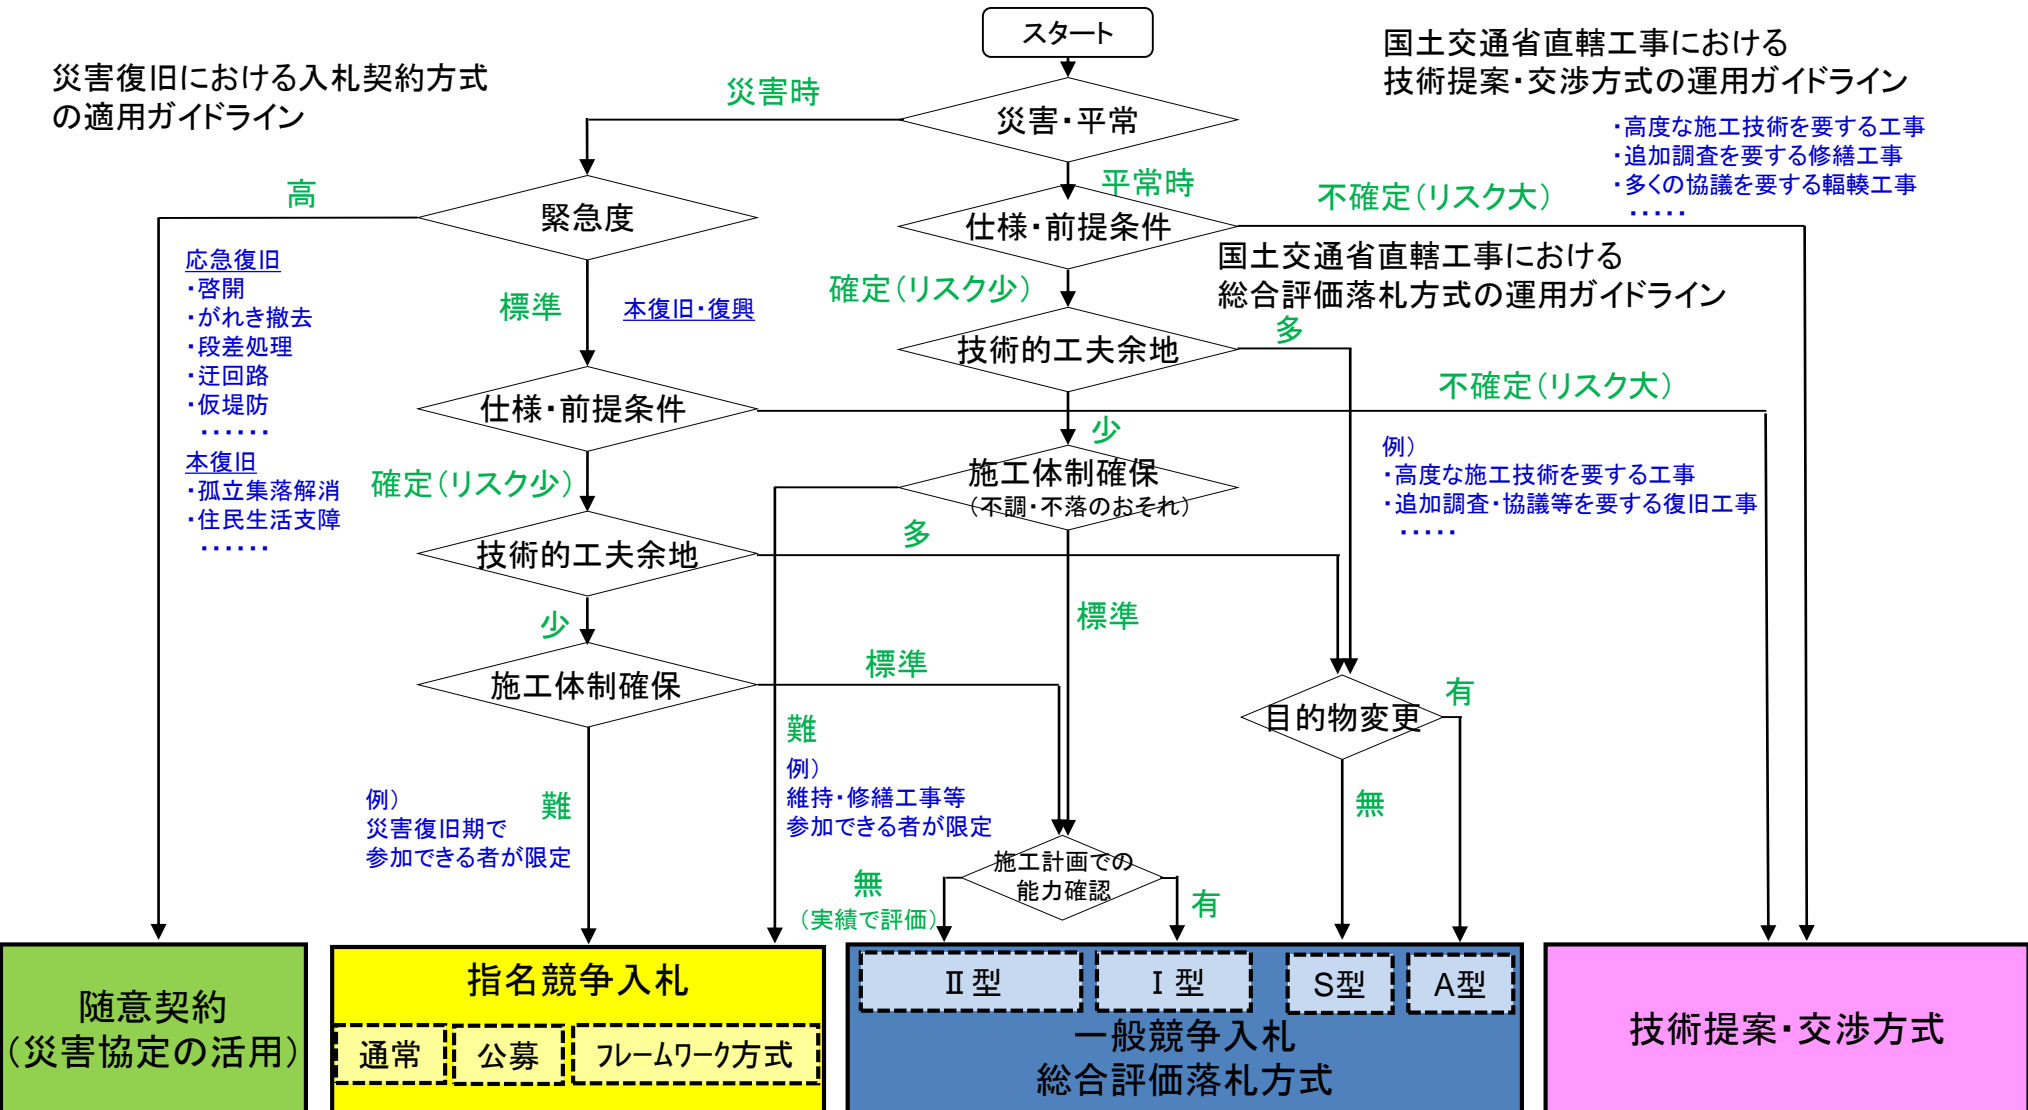 スタート
災害復旧における入札契約方式
の適用ガイドライン
国土交通省直轄工事における
技術提案・交渉方式の運用ガイドライン
・高度な施工技術を要する工事
・追加調査を要する修繕工事
・多くの協議を要する輻輳工事
・・・・・
災害時
災害・平常
平常時
高
緊急度
仕様・前提条件
不確定（リスク大）
国土交通省直轄工事における
総合評価落札方式の運用ガイドライン
応急復旧
・啓開
・がれき撤去
・段差処理
・迂回路
・仮堤防
・・・・・・
本復旧
・孤立集落解消
・住民生活支障
・・・・・・
標準
本復旧・復興
確定（リスク少）
技術的工夫余地
多
仕様・前提条件
不確定（リスク大）
少
例）
・高度な施工技術を要する工事
・追加調査・協議等を要する復旧工事
・・・・・
確定（リスク少）
施工体制確保
（不調・不落のおそれ）
技術的工夫余地
多
少
標準
施工体制確保
標準
目的物変更
有
難
例）
維持・修繕工事等
参加できる者が限定
例）
災害復旧期で
参加できる者が限定
難
無
施工計画での
能力確認
無
（実績で評価）
有
随意契約
（災害協定の活用）
指名競争入札
通常
公募
フレームワーク方式
Ⅱ型
Ⅰ型
S型
A型
一般競争入札
総合評価落札方式
技術提案・交渉方式